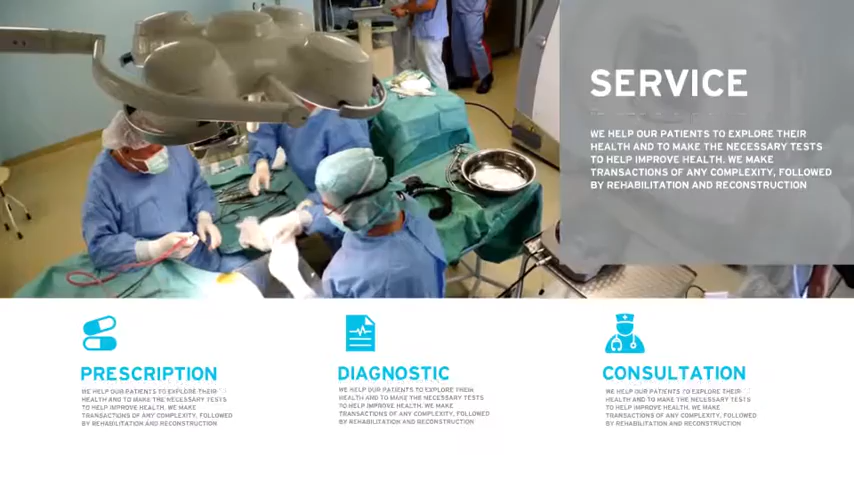 SERVICE
WE HELP OUR PATIENTS TO EXPLORE THEIR
HEALTH AND TO MAKE THE NECESSARY TESTS
TO HELP IMPROVE HEALTH. WE MAKE
TRANSACTIONS OF ANY COMPLEXITY, FOLLOWED
BY REHABILITATION AND RECONSTRUCTION
PRESCRIPTION
WE HELP OUR PATIENTS TO EXPLORE THEIR
HEALTH AND TO MAKE THE NECESSARY TESTS
TO HELP IMPROVE HEALTH. WE MAKE
TRANSACTIONS OF ANY COMPLEXITY, FOLLOWED
BY REHABILITATION AND RECONSTRUCTION
DIAGNOSTIC
WE HELP OUR PATIENTS TO EXPLORE THEIR
HEALTH AND TO MAKE THE NECESSARY TESTS
TO HELP IMPROVE HEALTH. WE MAKE
TRANSACTIONS OF ANY COMPLEXITY, FOLLOWED
BY REHABILITATION AND RECONSTRUCTION
CONSULTATION
WE HELP OUR PATIENTS TO EXPLORE THEIR
HEALTH AND TO MAKE THE NECESSARY TESTS
TO HELP IMPROVE HEALTH. WE MAKE
TRANSACTIONS OF ANY COMPLEXITY, FOLLOWED
BY REHABILITATION AND RECONSTRUCTION